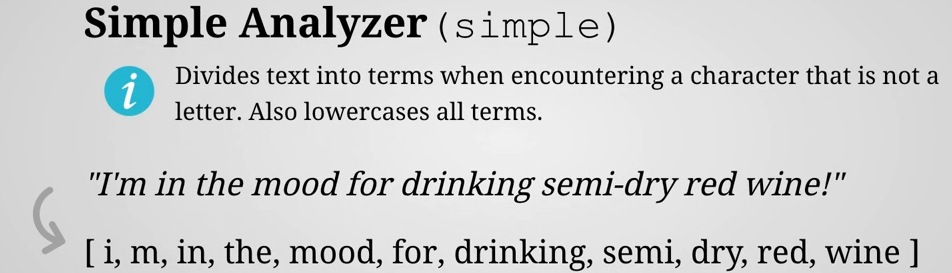 Simple Analyzer (simple)
i Divides text into terms when encountering a character that is not a
letter. Also lowercases all terms.
"I'm in the mood for drinking semi-dry red wine!"
[ i, m, in, the, mood, for, drinking, semi, dry, red, wine ]